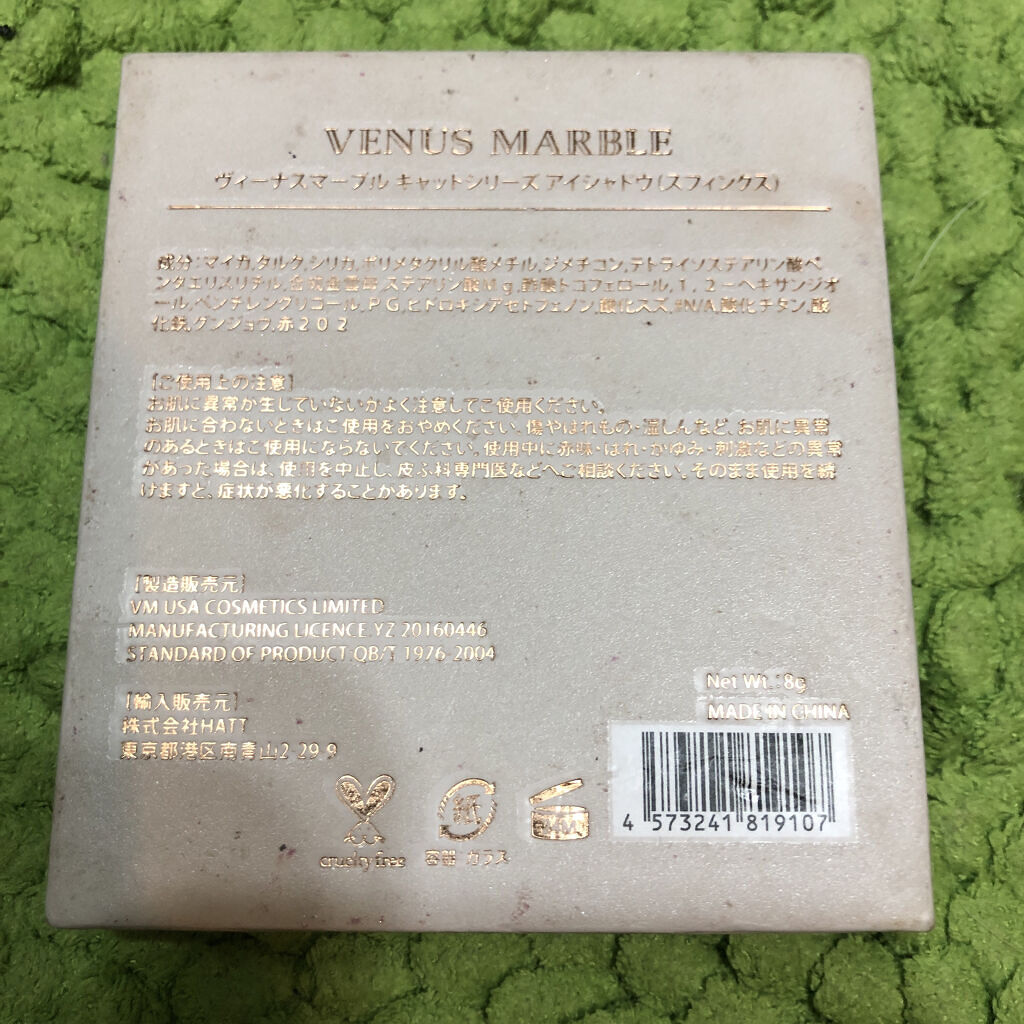 VENUS MARBLE
ヴィーナスマーブル キャットシリーズ アイシャドウ(スフィンクス)
成分:マイカ,タルク,シリカ,ポリメタクリル酸メチル,ジメチコン,テトライソステアリン酸ペ
ンタエリスリチル,合成金雲母,ステアリン酸Mg,酢酸トコフェロール,1,2-ヘキサンジオ
ール,ペンチレングリコール,PG,ヒドロキシアセトフェノン,酸化スズ,#N/A,酸化チタン,酸
化鉄,グンジョウ,赤202
[ご使用上の注意]
お肌に異常が生じていないかよく注意してご使用ください。
お肌に合わないときはご使用をおやめください。傷やはれもの・湿しんなど、お肌に異常
のあるときはご使用にならないでください。使用中に赤味・はれ・かゆみ・刺激などの異常
があった場合は、使用を中止し、皮ふ科専門医などへご相談ください。そのまま使用を続
けますと、症状が悪化することがあります。
[製造販売元]
VM USA COSMETICS LIMITED
MANUFACTURING LICENCE:YZ 20160446
STANDARD OF PRODUCT:QB/T 1976-2004
[輸入販売元]
株式会社HATT
東京都港区南青山2-29-9
Net Wt.: 8g
MADE IN CHINA
4 573241 819107
紙
cruelty free
容器 ガラス